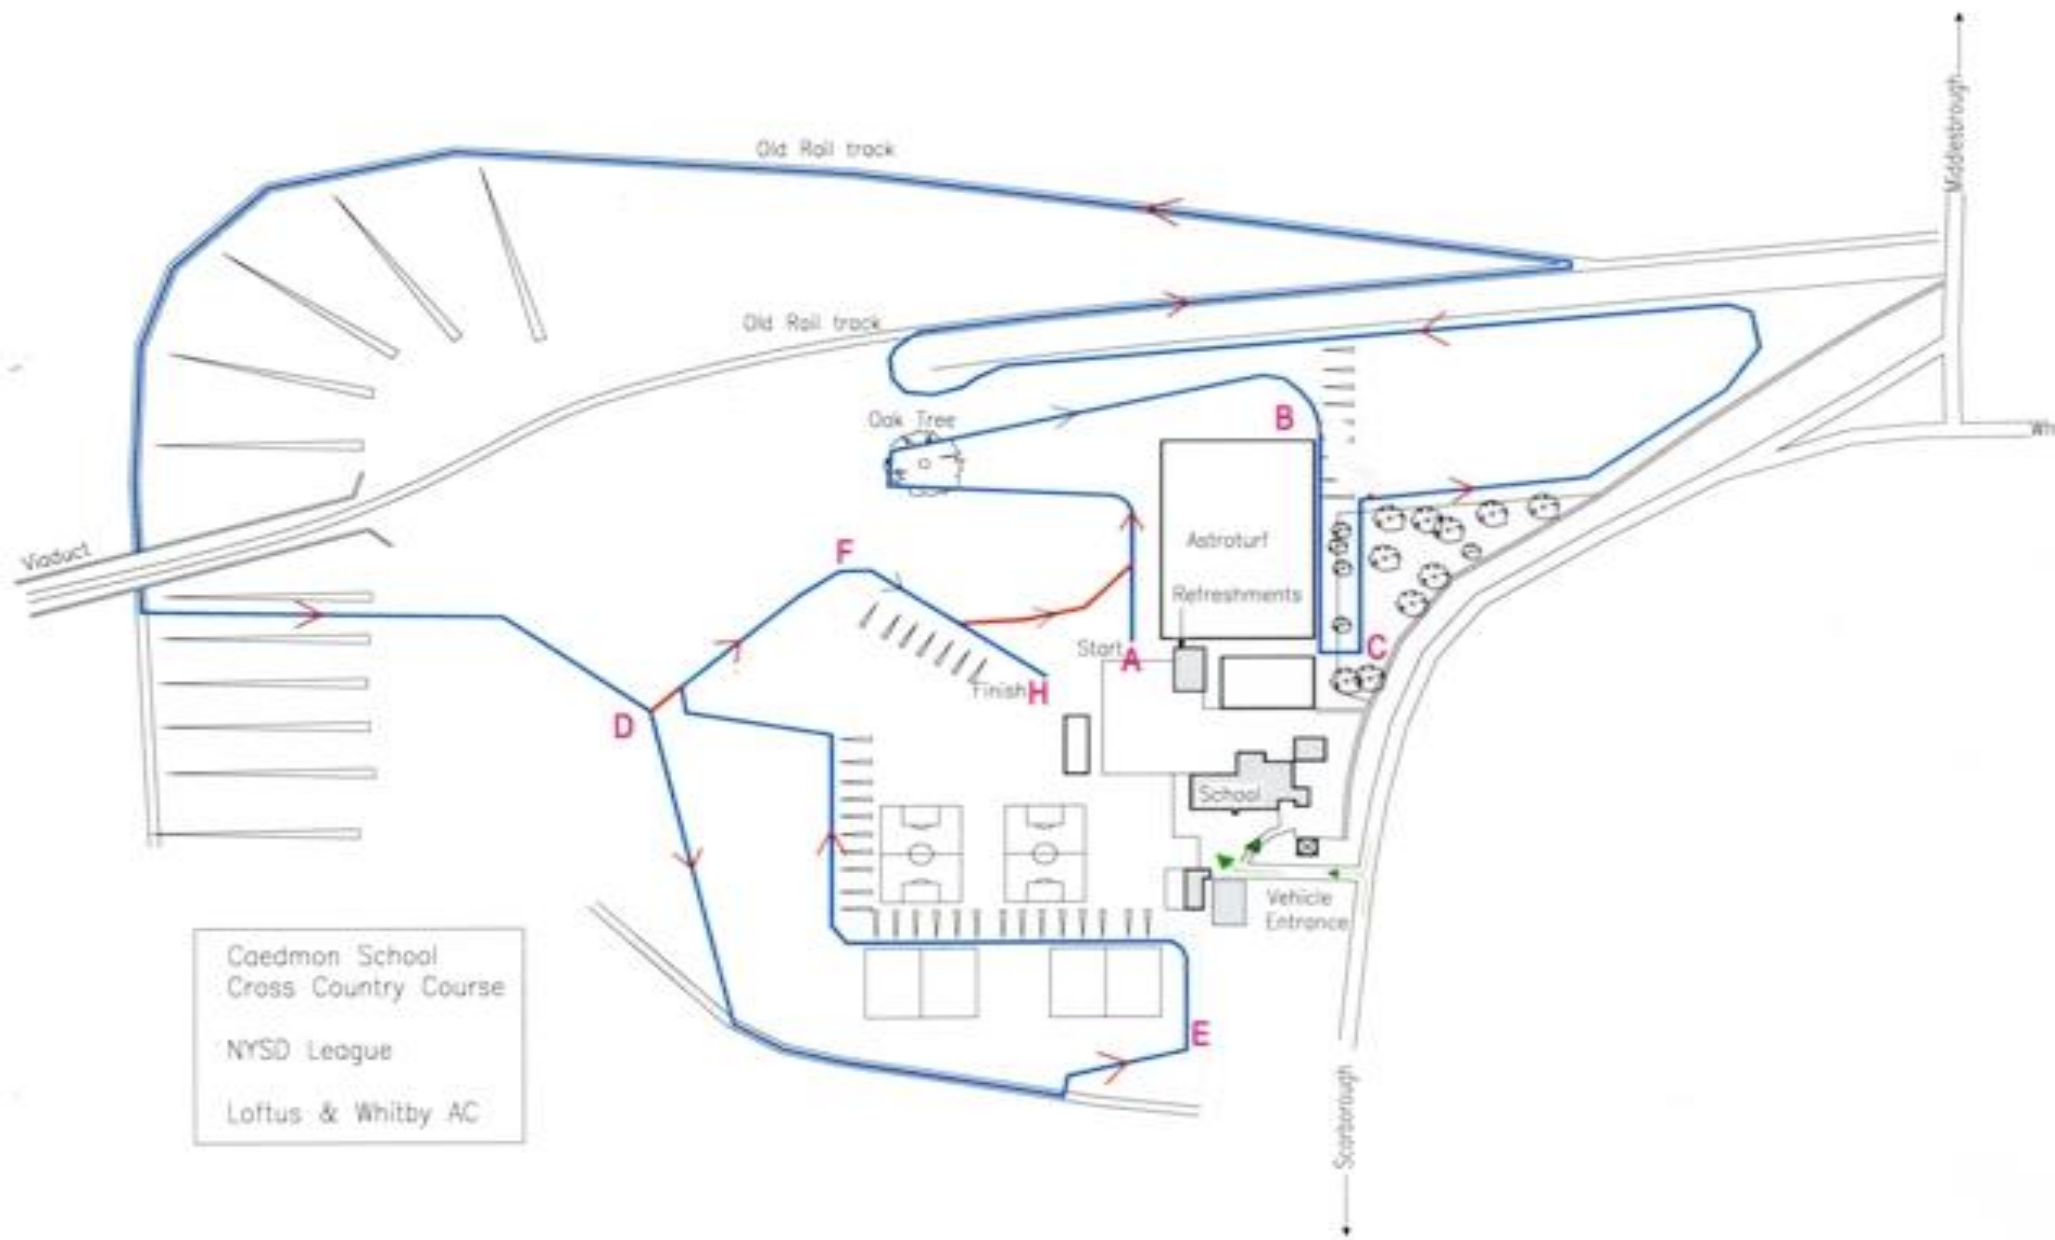 Middlesbrough
Old Rail track
Old Rail track
Oak Tree
B
Wh
Astroturf
Viaduct
F
Refreshments
Start
A
C
Finish
H
D
School
Vehicle
Entrance
Caedmon School
Cross Country Course
NYSD League
Loftus & Whitby AC
E
Scarborough